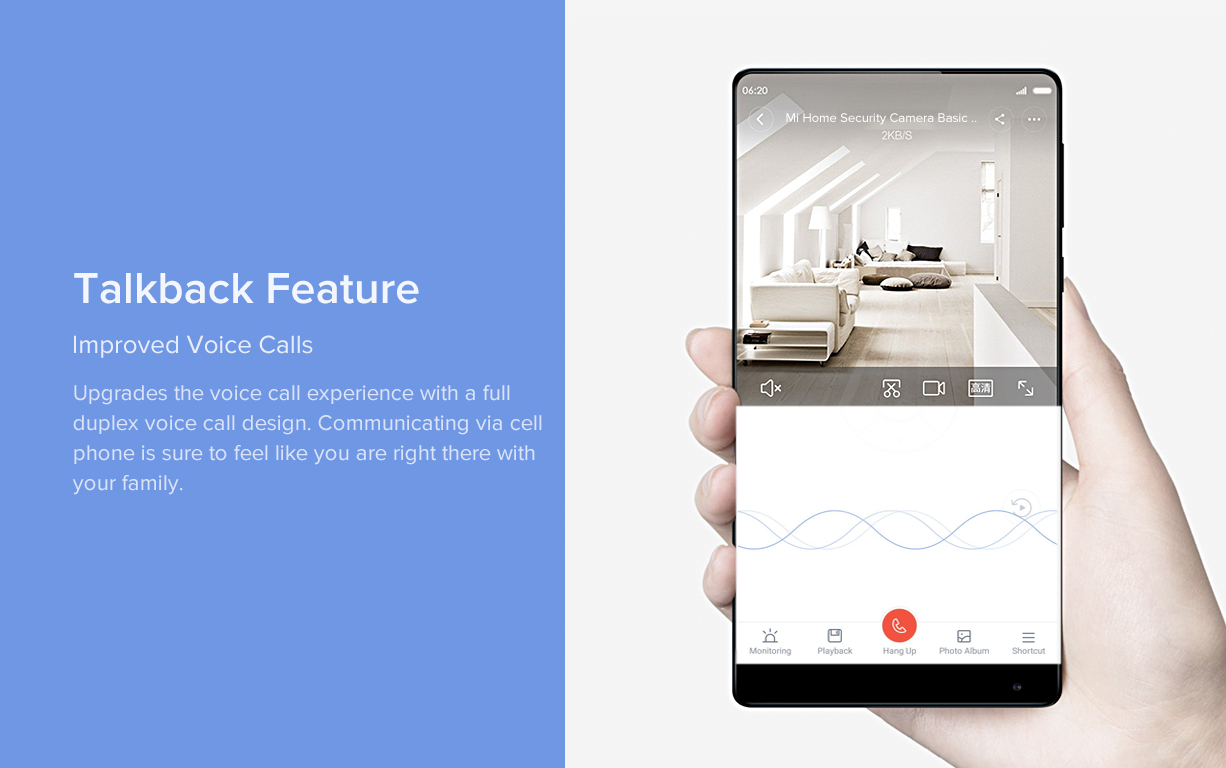 Talkback Feature
Improved Voice Calls
Upgrades the voice call experience with a full
duplex voice call design. Communicating via cell
phone is sure to feel like you are right there with
your family.
06:20
Mi Home Security Camera Basic ..
2KB/S
高清
Monitoring
Playback
Hang Up
Photo Album
Shortcut